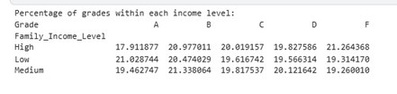 Percentage of grades within each income level:
Grade A B C D F
Family_Income_Level
High 17.911877 20.977011 20.019157 19.827586 21.264368
Low 21.028744 20.474029 19.616742 19.566314 19.314170
Medium 19.462747 21.338064 19.817537 20.121642 19.260010